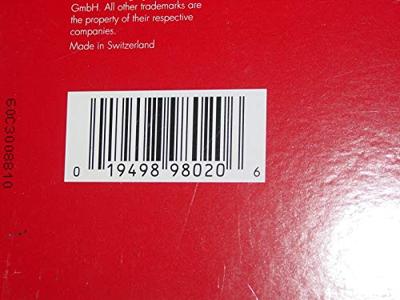 GmbH. All other trademarks are
the property of their respective
companies.
Made in Switzerland
0 19498 98020 6
60C3008810